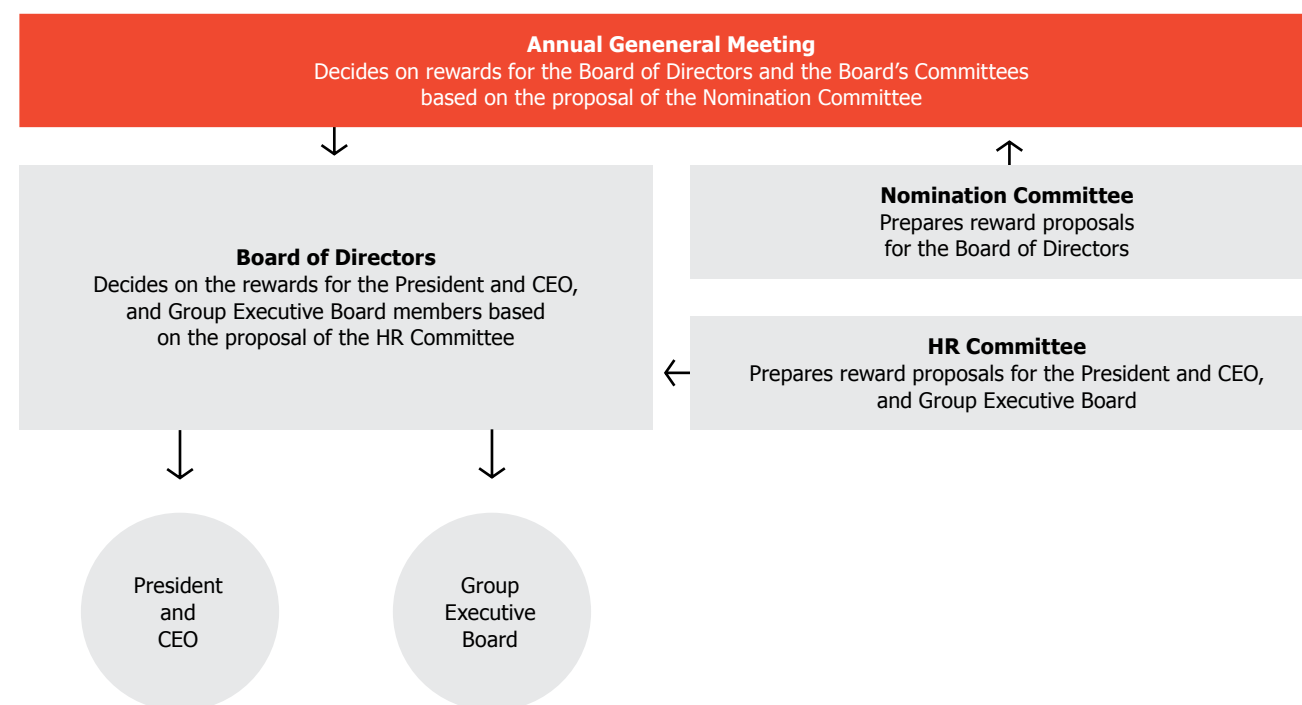 Annual Geneneral Meeting
Decides on rewards for the Board of Directors and the Board’s Committees
based on the proposal of the Nomination Committee
Board of Directors
Decides on the rewards for the President and CEO,
and Group Executive Board members based
on the proposal of the HR Committee
Nomination Committee
Prepares reward proposals
for the Board of Directors
HR Committee
Prepares reward proposals for the President and CEO,
and Group Executive Board
President
and
CEO
Group
Executive
Board